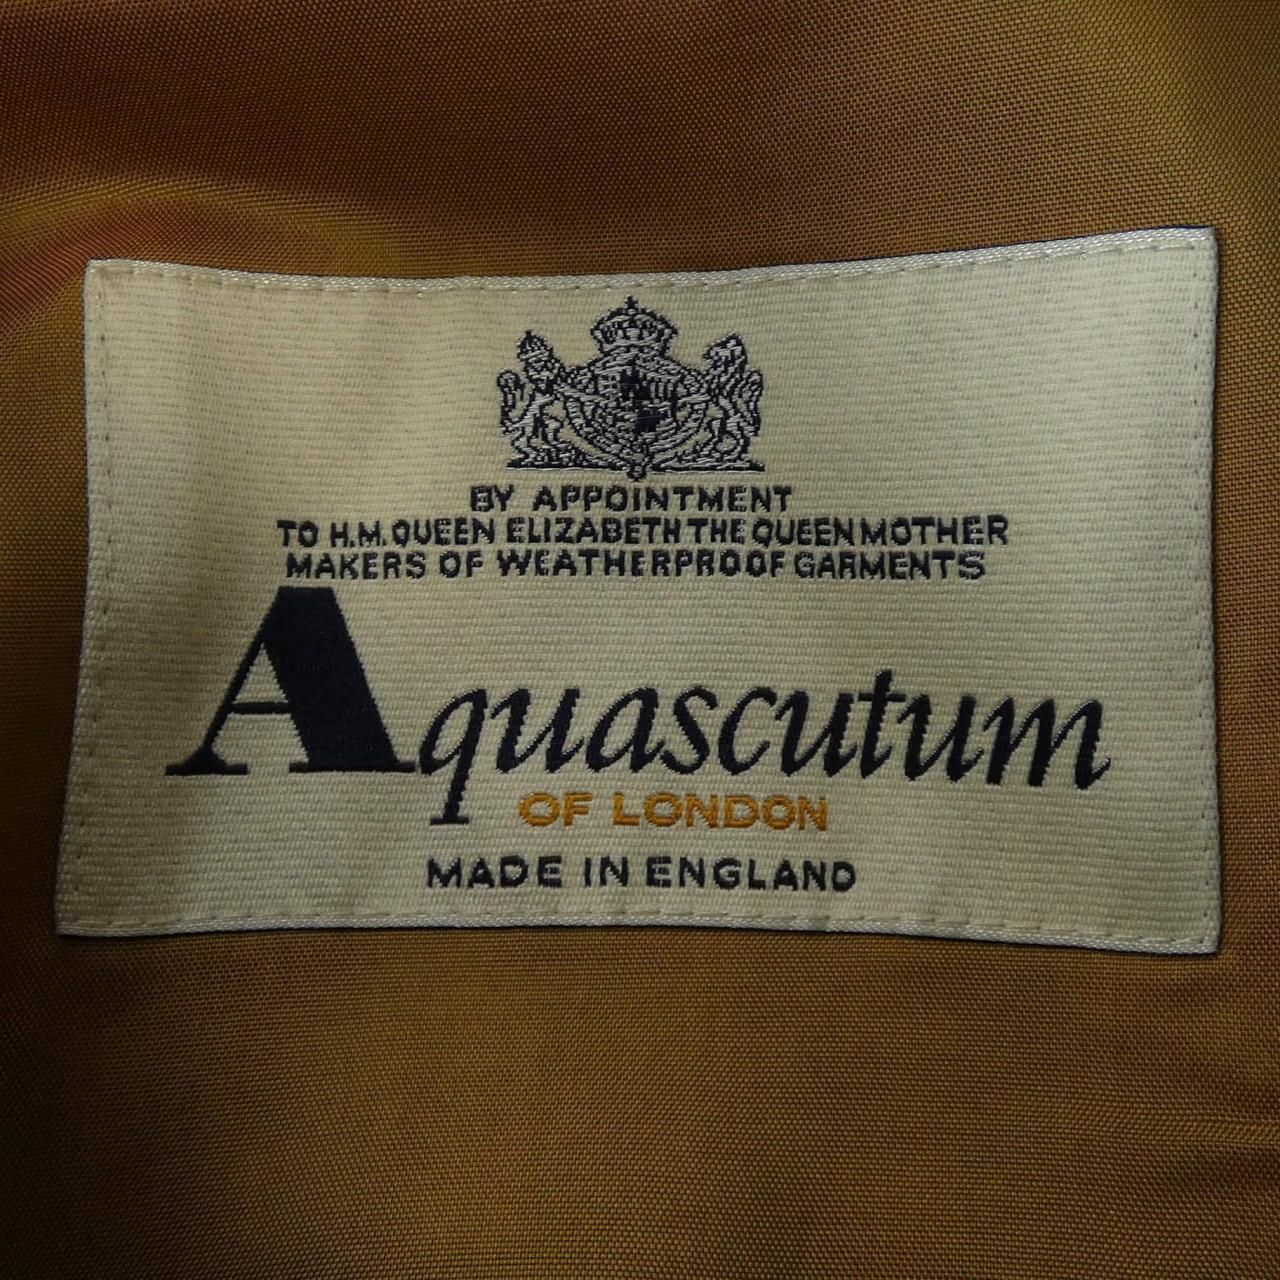 BY APPOINTMENT
TO H.M. QUEEN ELIZABETH THE QUEEN MOTHER
MAKERS OF WEATHERPROOF GARMENTS
Aquascutum
OF LONDON
MADE IN ENGLAND